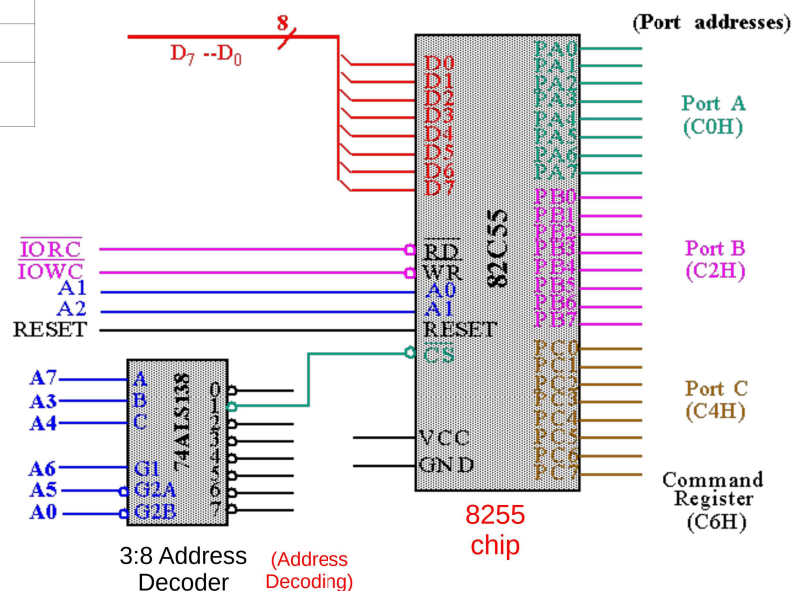 (Port addresses)
8
D7 --D0
D0
D1
D2
D3
D4
D5
D6
D7
PA0
PA1
PA2
PA3
PA4
PA5
PA6
PA7
Port A
(C0H)
PB0
PB1
PB2
PB3
PB4
PB5
PB6
PB7
Port B
(C2H)
82C55
IORC
IOWC
A1
A2
RESET
RD
WR
A0
A1
RESET
CS
VCC
GND
PC0
PC1
PC2
PC3
PC4
PC5
PC6
PC7
Port C
(C4H)
Command
Register
(C6H)
A7
A3
A4
A6
A5
A0
A
B
C
G1
G2A
G2B
74ALS138
0
1
2
3
4
5
6
7
8255
chip
3:8 Address
Decoder
(Address
Decoding)